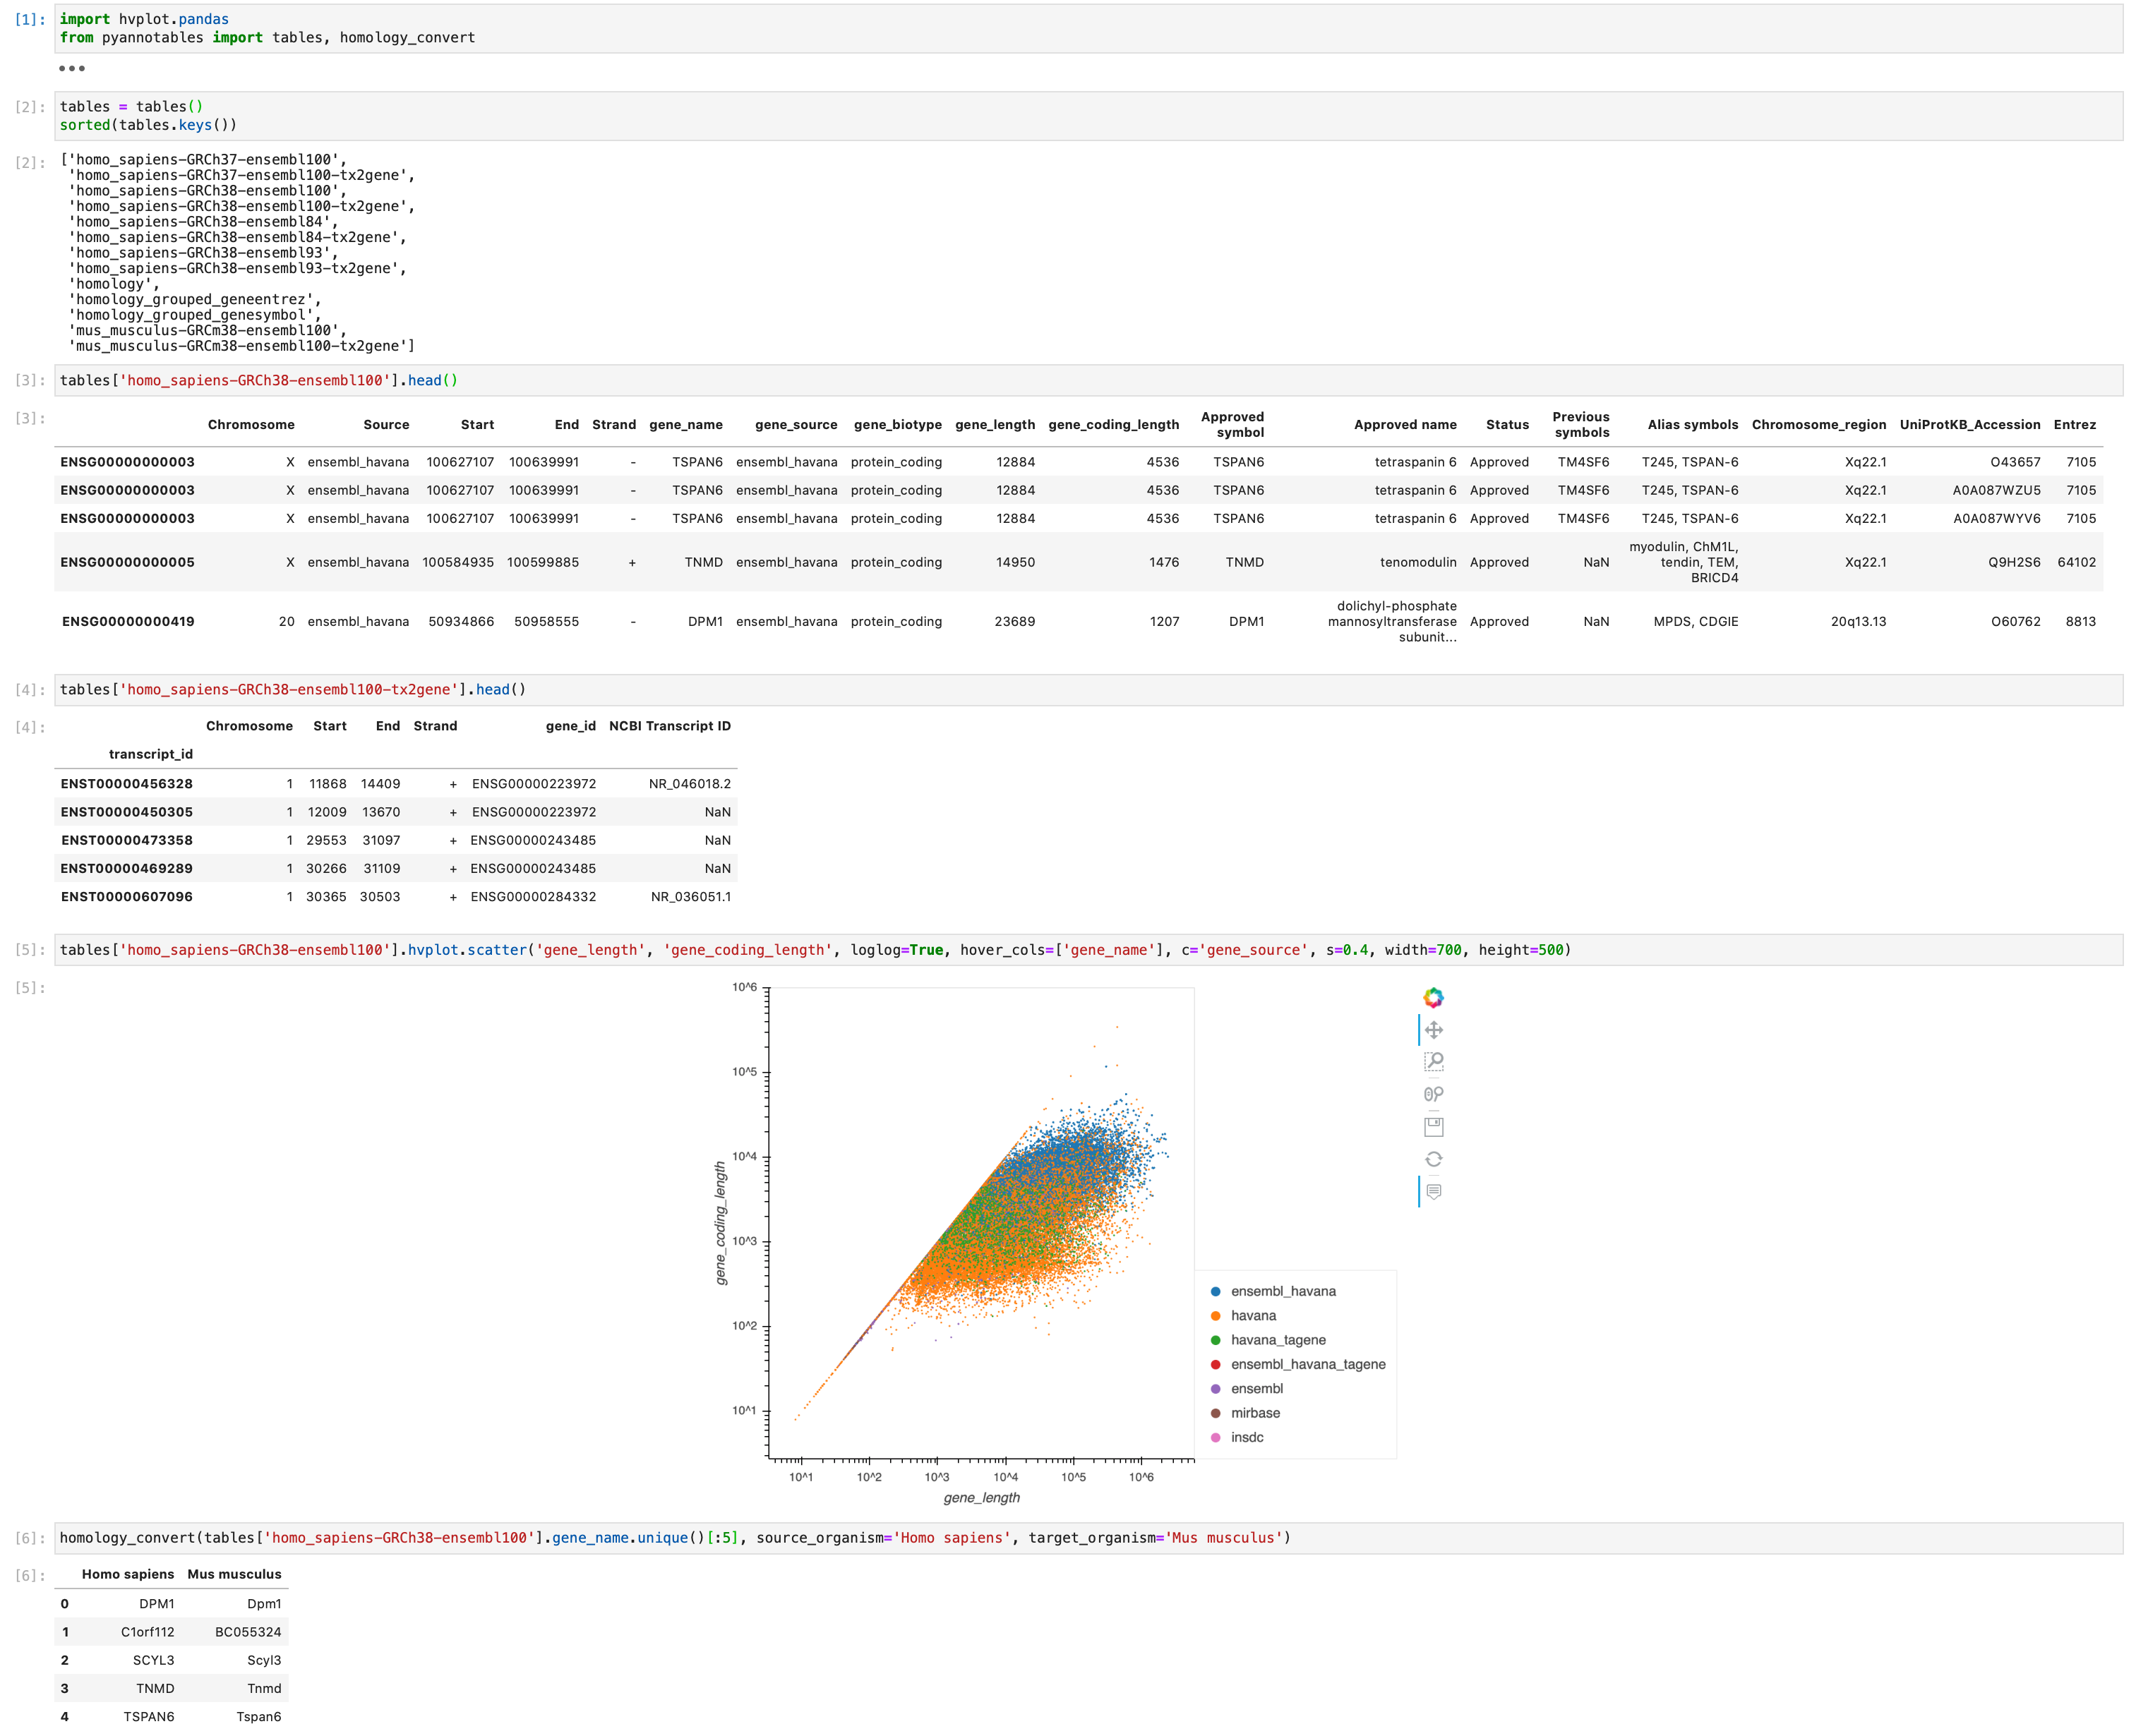 [1]: import hvplot.pandas
from pyannotables import tables, homology_convert
•••
[2]: tables = tables()
sorted(tables.keys())
[2]: ['homo_sapiens-GRCh37-ensembl100',
'homo_sapiens-GRCh37-ensembl100-tx2gene',
'homo_sapiens-GRCh38-ensembl100',
'homo_sapiens-GRCh38-ensembl100-tx2gene',
'homo_sapiens-GRCh38-ensembl84',
'homo_sapiens-GRCh38-ensembl84-tx2gene',
'homo_sapiens-GRCh38-ensembl93',
'homo_sapiens-GRCh38-ensembl93-tx2gene',
'homology',
'homology_grouped_geneentrez',
'homology_grouped_genesymbol',
'mus_musculus-GRCm38-ensembl100',
'mus_musculus-GRCm38-ensembl100-tx2gene']
[3]: tables['homo_sapiens-GRCh38-ensembl100'].head()
[3]: Chromosome Source Start End Strand gene_name gene_source gene_biotype gene_length gene_coding_length Approved symbol Approved name Status Previous symbols Alias symbols Chromosome_region UniProtKB_Accession Entrez
ENSG00000000003 X ensembl_havana 100627107 100639991 - TSPAN6 ensembl_havana protein_coding 12884 4536 TSPAN6 tetraspanin 6 Approved TM4SF6 T245, TSPAN-6 Xq22.1 O43657 7105
ENSG00000000003 X ensembl_havana 100627107 100639991 - TSPAN6 ensembl_havana protein_coding 12884 4536 TSPAN6 tetraspanin 6 Approved TM4SF6 T245, TSPAN-6 Xq22.1 A0A087WZU5 7105
ENSG00000000003 X ensembl_havana 100627107 100639991 - TSPAN6 ensembl_havana protein_coding 12884 4536 TSPAN6 tetraspanin 6 Approved TM4SF6 T245, TSPAN-6 Xq22.1 A0A087WYV6 7105
ENSG00000000005 X ensembl_havana 100584935 100599885 + TNMD ensembl_havana protein_coding 14950 1476 TNMD tenomodulin Approved NaN myodulin, ChM1L, tendin, TEM, BRICD4 Xq22.1 Q9H2S6 64102
ENSG00000000419 20 ensembl_havana 50934866 50958555 - DPM1 ensembl_havana protein_coding 23689 1207 DPM1 dolichyl-phosphate mannosyltransferase subunit... Approved NaN MPDS, CDGIE 20q13.13 O60762 8813
[4]: tables['homo_sapiens-GRCh38-ensembl100-tx2gene'].head()
[4]: Chromosome Start End Strand gene_id NCBI Transcript ID
transcript_id
ENST00000456328 1 11868 14409 + ENSG00000223972 NR_046018.2
ENST00000450305 1 12009 13670 + ENSG00000223972 NaN
ENST00000473358 1 29553 31097 + ENSG00000243485 NaN
ENST00000469289 1 30266 31109 + ENSG00000243485 NaN
ENST00000607096 1 30365 30503 + ENSG00000284332 NR_036051.1
[5]: tables['homo_sapiens-GRCh38-ensembl100'].hvplot.scatter('gene_length', 'gene_coding_length', loglog=True, hover_cols=['gene_name'], c='gene_source', s=0.4, width=700, height=500)
[5]:
10^6
10^5
10^4
10^3
10^2
10^1
gene_coding_length
ensembl_havana
havana
havana_tagene
ensembl_havana_tagene
ensembl
mirbase
insdc
10^1 10^2 10^3 10^4 10^5 10^6
gene_length
[6]: homology_convert(tables['homo_sapiens-GRCh38-ensembl100'].gene_name.unique()[:5], source_organism='Homo sapiens', target_organism='Mus musculus')
[6]: Homo sapiens Mus musculus
0 DPM1 Dpm1
1 C1orf112 BC055324
2 SCYL3 Scyl3
3 TNMD Tnmd
4 TSPAN6 Tspan6